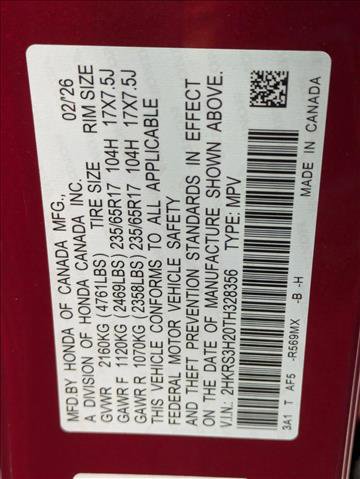 MFD.BY HONDA OF CANADA MFG., 02/'26
A DIVISION OF HONDA CANADA INC.
TIRE SIZE RIM SIZE
GVWR 2160KG (4761LBS)
GAWR F 1120KG (2469LBS) 235/65R17 104H 17X7.5J
GAWR R 1070KG (2358LBS) 235/65R17 104H 17X7.5J
THIS VEHICLE CONFORMS TO ALL APPLICABLE
FEDERAL MOTOR VEHICLE SAFETY
AND THEFT PREVENTION STANDARDS IN EFFECT
ON THE DATE OF MANUFACTURE SHOWN ABOVE.
V.I.N.: 2HKRS3H20TH328356 TYPE: MPV
3A1 T AF5 -R569MX -B -H MADE IN CANADA